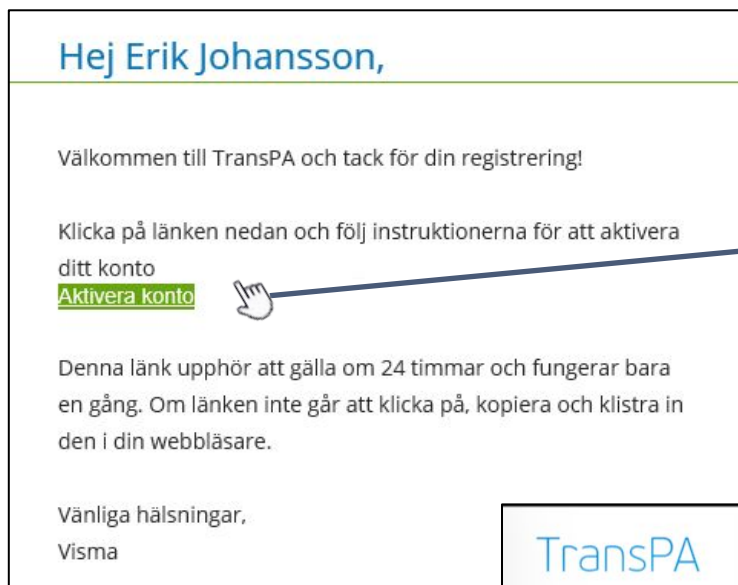 Hej Erik Johansson,
Välkommen till TransPA och tack för din registrering!
Klicka på länken nedan och följ instruktionerna för att aktivera
ditt konto
Aktivera konto
Denna länk upphör att gälla om 24 timmar och fungerar bara
en gång. Om länken inte går att klicka på, kopiera och klistra in
den i din webbläsare.
Vänliga hälsningar,
Visma
TransPA